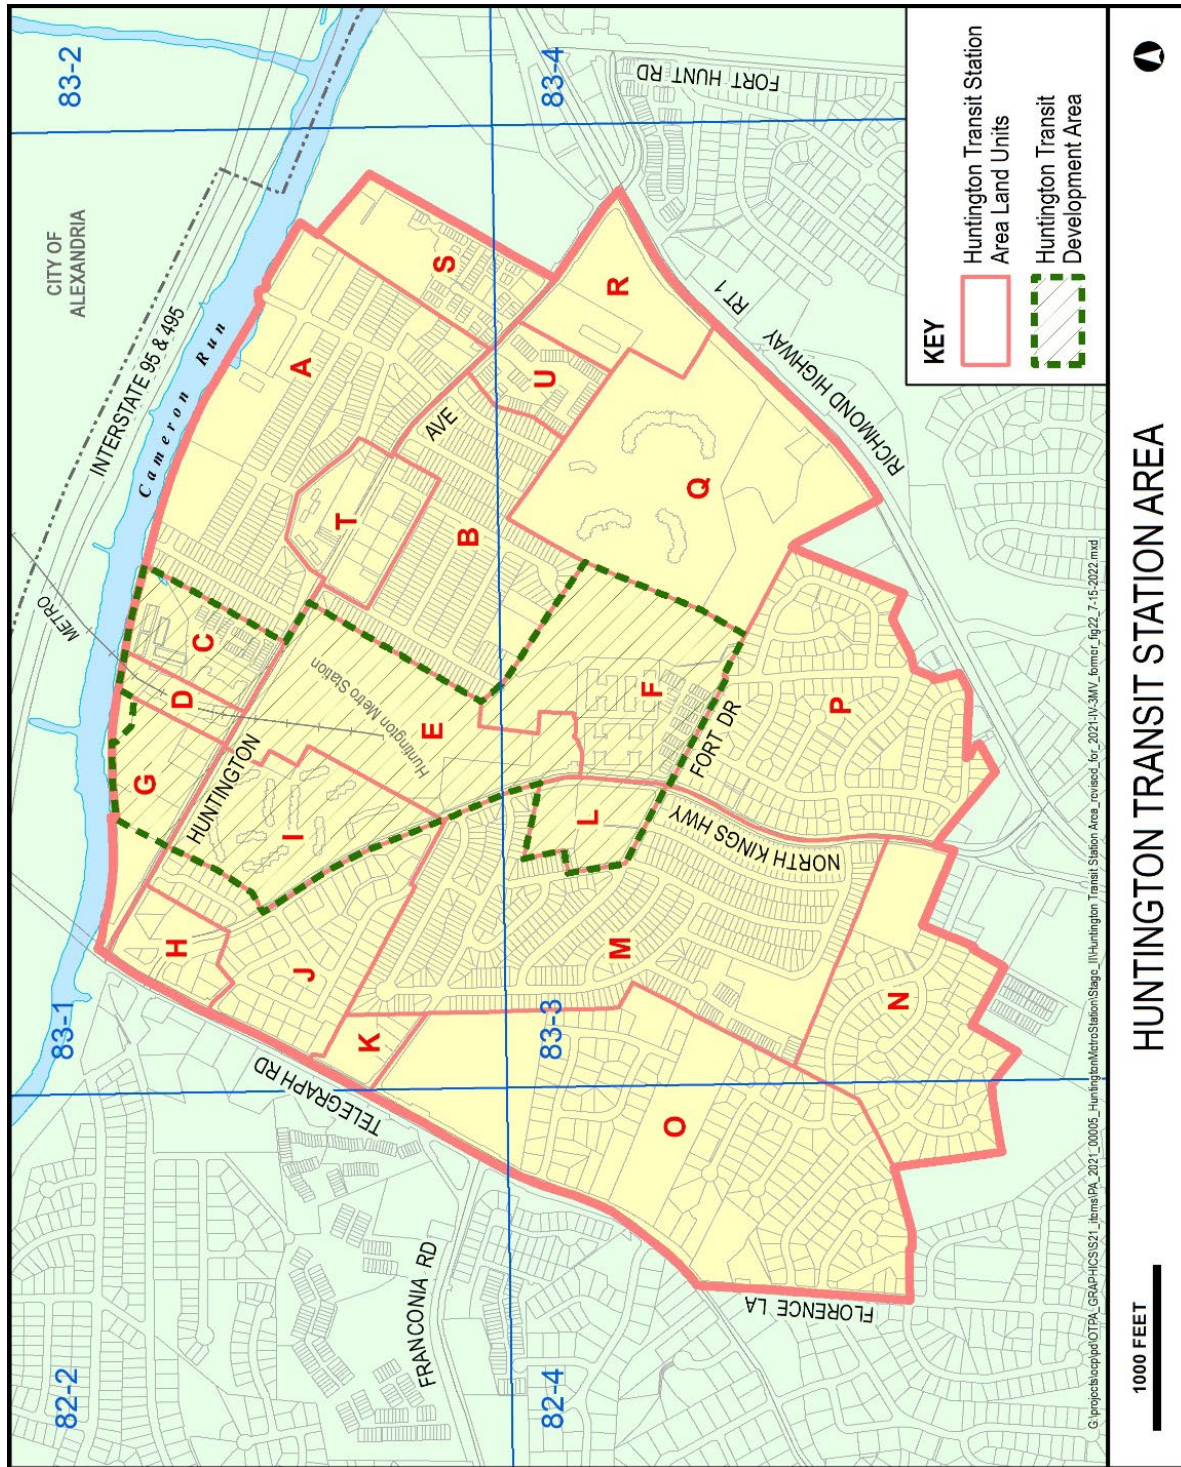 83-2
CITY OF
ALEXANDRIA
INTERSTATE 95 & 495
Cameron Run
METRO
83-1
83-4
FORT HUNT RD
A
S
R
T
U
B
AVE
C
D
G
E
Huntington Metro Station
HUNTINGTON
I
H
J
K
TELEGRAPH RD
83-3
Q
RT 1
RICHMOND HIGHWAY
F
FORT DR
L
P
NORTH KINGS HWY
M
N
O
FLORENCE LA
FRANCONIA RD
82-2
82-4
KEY
Huntington Transit Station
Area Land Units
Huntington Transit
Development Area
HUNTINGTON TRANSIT STATION AREA
1000 FEET